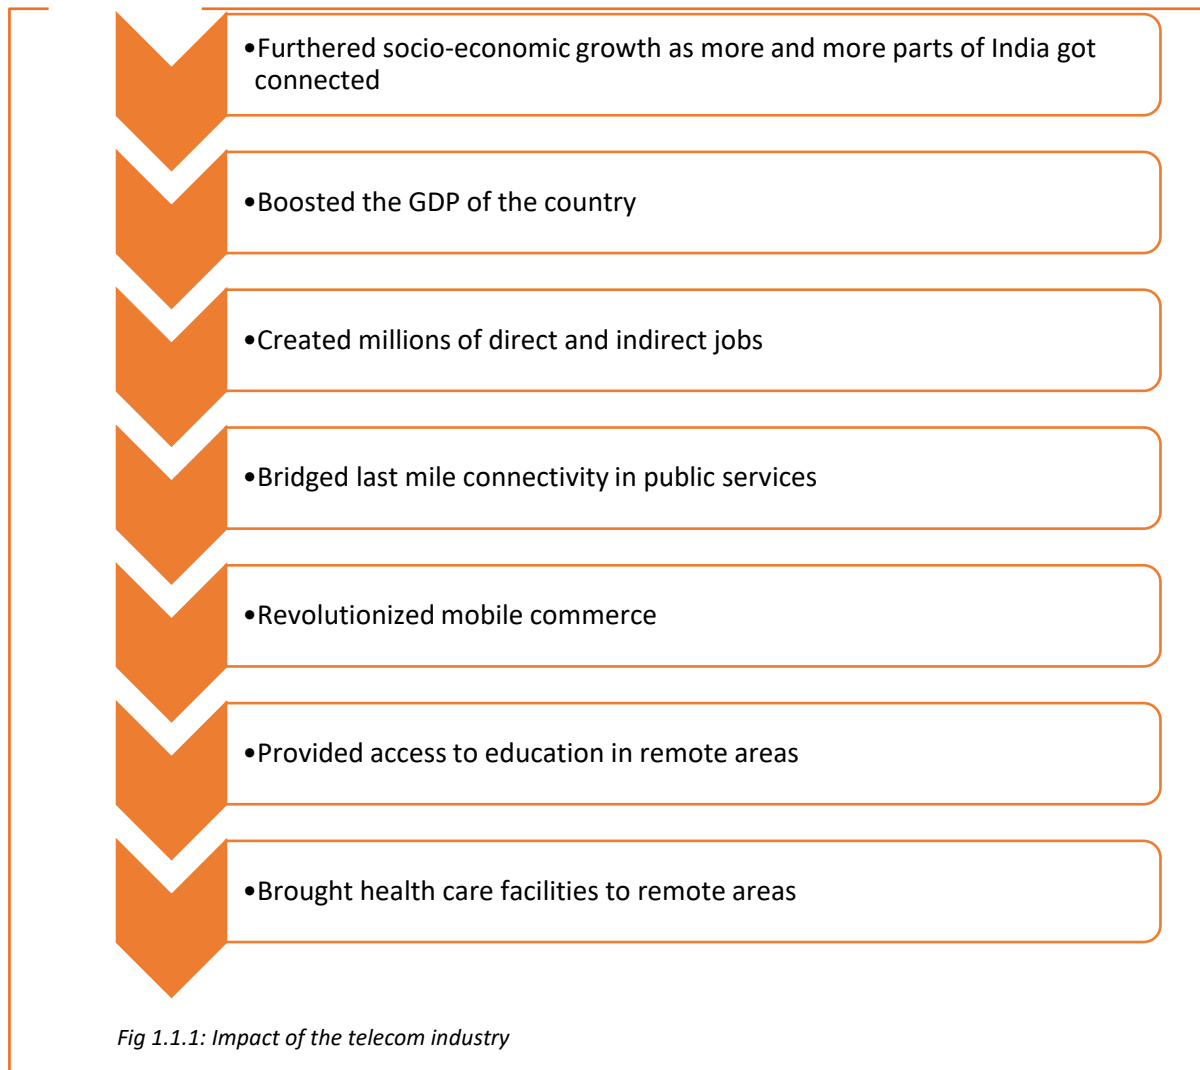 •Furthered socio-economic growth as more and more parts of India got
connected
•Boosted the GDP of the country
•Created millions of direct and indirect jobs
•Bridged last mile connectivity in public services
•Revolutionized mobile commerce
•Provided access to education in remote areas
•Brought health care facilities to remote areas
Fig 1.1.1: Impact of the telecom industry